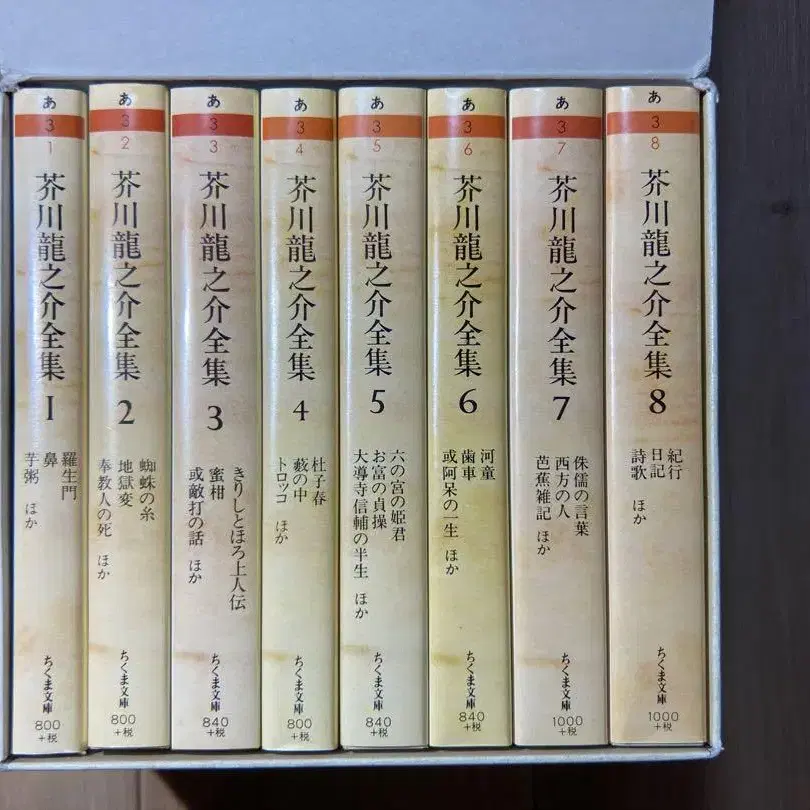 あ
3
1
芥川龍之介全集 1
羅生門
鼻
芋粥 ほか
ちくま文庫
800
+税
あ
3
2
芥川龍之介全集 2
蜘蛛の糸
地獄変
奉教人の死 ほか
ちくま文庫
800
+税
あ
3
3
芥川龍之介全集 3
きりしとほろ上人伝
蜜柑
或敵打の話 ほか
ちくま文庫
840
+税
あ
3
4
芥川龍之介全集 4
杜子春
藪の中
トロッコ ほか
ちくま文庫
800
+税
あ
3
5
芥川龍之介全集 5
六の宮の姫君
お富の貞操
大導寺信輔の半生 ほか
ちくま文庫
840
+税
あ
3
6
芥川龍之介全集 6
河童
歯車
或阿呆の一生 ほか
ちくま文庫
840
+税
あ
3
7
芥川龍之介全集 7
侏儒の言葉
西方の人
芭蕉雑記 ほか
ちくま文庫
1000
+税
あ
3
8
芥川龍之介全集 8
紀行
日記
詩歌 ほか
ちくま文庫
1000
+税